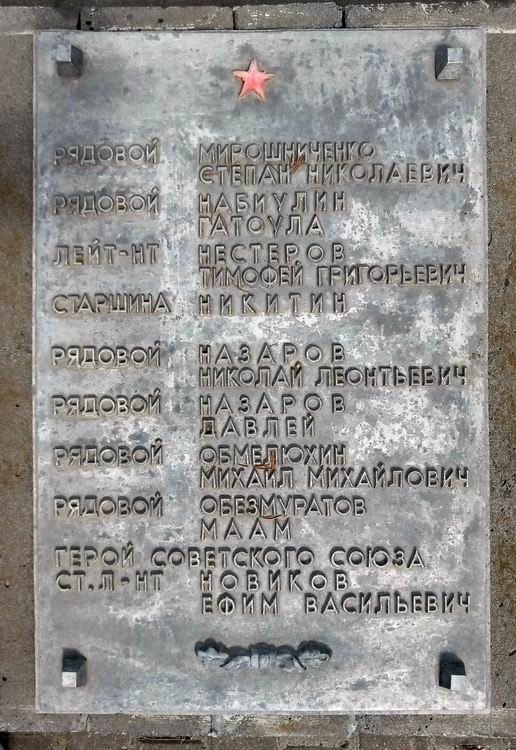 РЯДОВОЙ МИРОШНИЧЕНКО
СТЕПАН НИКОЛАЕВИЧ
РЯДОВОЙ НАБИУЛИН
ГАТОУЛА
ЛЕЙТ-НТ НЕСТЕРОВ
ТИМОФЕЙ ГРИГОРЬЕВИЧ
СТАРШИНА НИКИТИН
РЯДОВОЙ НАЗАРОВ
НИКОЛАЙ ЛЕОНТЬЕВИЧ
РЯДОВОЙ НАЗАРОВ
ДАВЛЕЙ
РЯДОВОЙ ОБМЕЛЮХИН
МИХАЙЛ МИХАЙЛОВИЧ
РЯДОВОЙ ОБЕЗМУРАТОВ
МААМ
ГЕРОЙ СОВЕТСКОГО СОЮЗА
СТ.Л-НТ НОВИКОВ
ЕФИМ ВАСИЛЬЕВИЧ